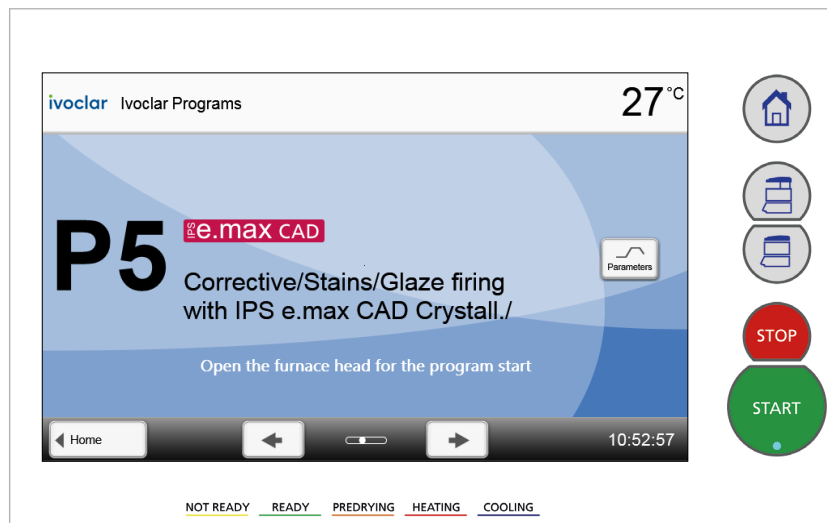 ivoclar Ivoclar Programs 27 °C
P5
IPS e.max CAD
Corrective/Stains/Glaze firing
with IPS e.max CAD Crystall./
Parameters
Open the furnace head for the program start
Home 10:52:57
STOP
START
NOT READY READY PREDRYING HEATING COOLING